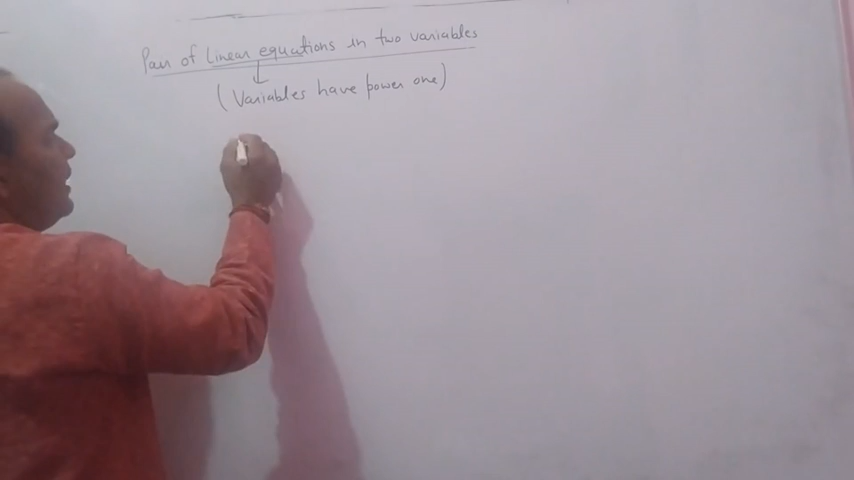 Pair of linear equations in two variables
(Variables have power one)